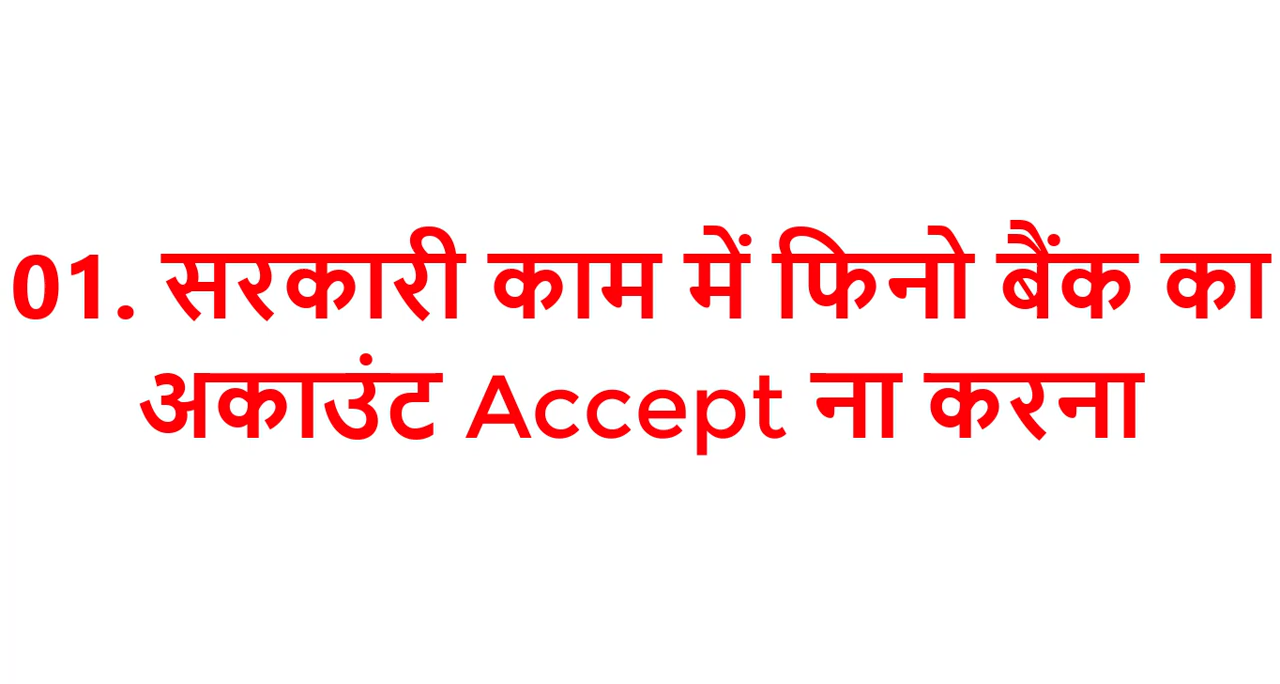 01. सरकारी काम में फिनो बैंक का
अकाउंट Accept ना करना